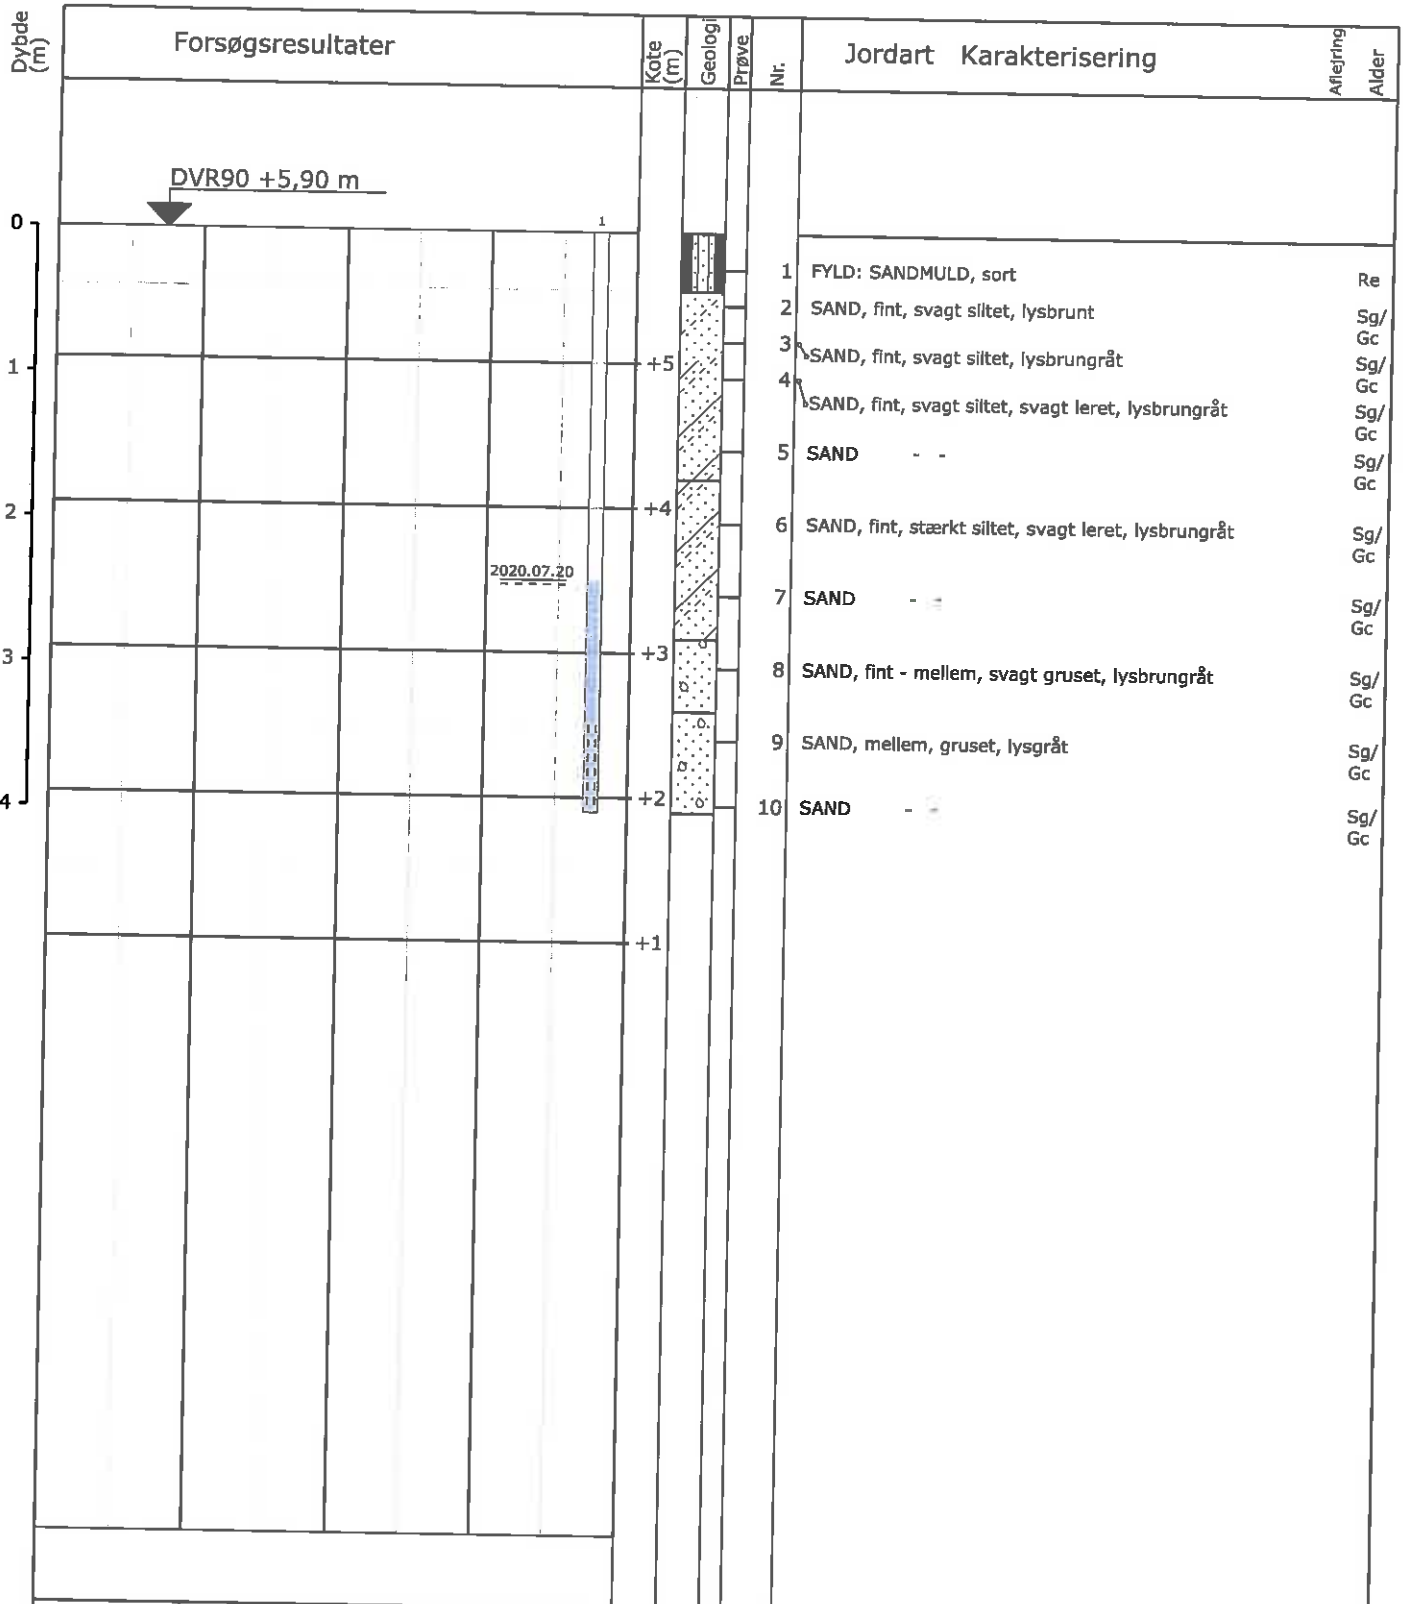 Dybde (m)
Forsøgsresultater
Kote (m)
Geologi
Prøve
Nr.
Jordart Karakterisering
Aflejring
Alder
DVR90 +5,90 m
0
1
1 FYLD: SANDMULD, sort Re
2 SAND, fint, svagt siltet, lysbrunt Sg/
Gc
3 SAND, fint, svagt siltet, lysbrungråt Sg/
Gc
1
+5
4 SAND, fint, svagt siltet, svagt leret, lysbrungråt Sg/
Gc
5 SAND - - Sg/
Gc
2
+4
6 SAND, fint, stærkt siltet, svagt leret, lysbrungråt Sg/
Gc
2020.07.20
7 SAND - - Sg/
Gc
3
+3
8 SAND, fint - mellem, svagt gruset, lysbrungråt Sg/
Gc
9 SAND, mellem, gruset, lysgråt Sg/
Gc
4
+2
10 SAND - - Sg/
Gc
+1